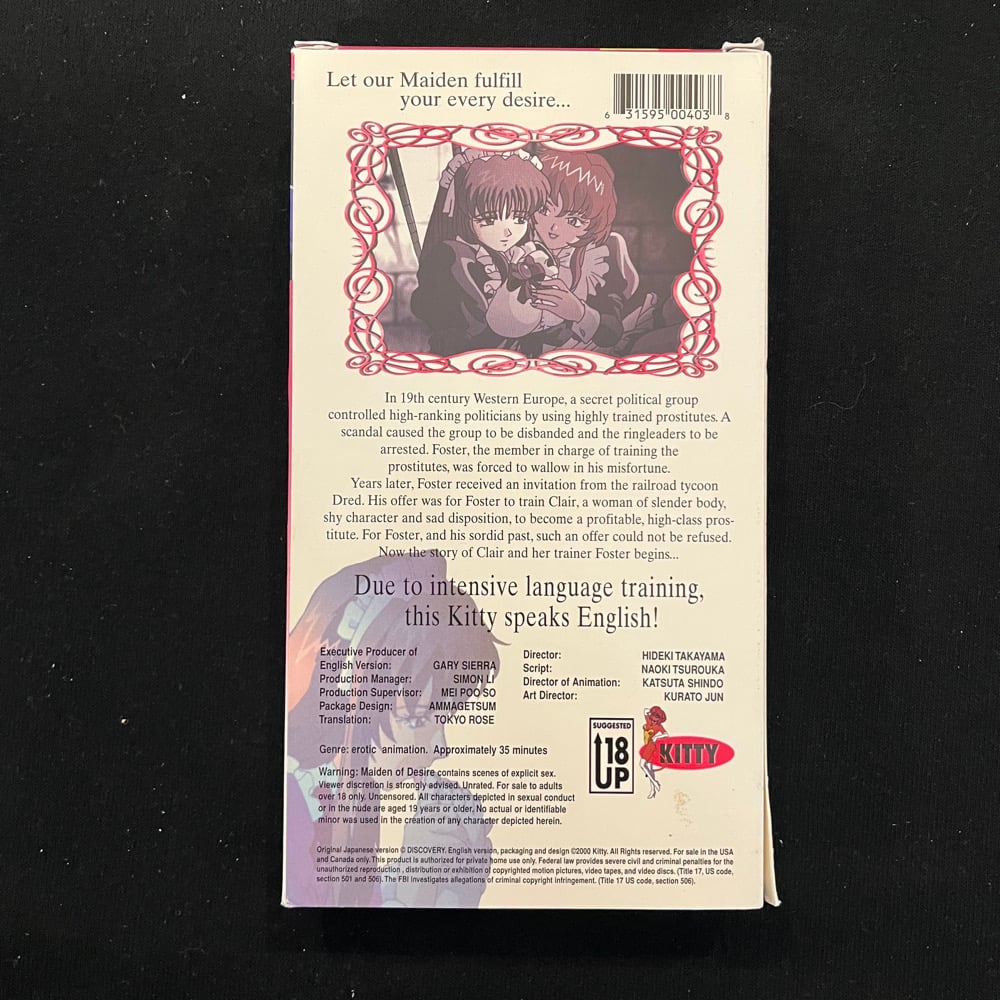 Let our Maiden fulfill
your every desire...
6 31595 00403 8
In 19th century Western Europe, a secret political group
controlled high-ranking politicians by using highly trained prostitutes. A
scandal caused the group to be disbanded and the ringleaders to be
arrested. Foster, the member in charge of training the
prostitutes, was forced to wallow in his misfortune.
Years later, Foster received an invitation from the railroad tycoon
Dred. His offer was for Foster to train Clair, a woman of slender body,
shy character and sad disposition, to become a profitable, high-class pros-
titute. For Foster, and his sordid past, such an offer could not be refused.
Now the story of Clair and her trainer Foster begins...
Due to intensive language training,
this Kitty speaks English!
Executive Producer of
English Version: GARY SIERRA
Production Manager: SIMON LI
Production Supervisor: MEI POO SO
Package Design: AMMAGETSUM
Translation: TOKYO ROSE
Director: HIDEKI TAKAYAMA
Script: NAOKI TSUROUKA
Director of Animation: KATSUTA SHINDO
Art Director: KURATO JUN
Genre: erotic animation. Approximately 35 minutes
SUGGESTED
18
UP
KITTY
Warning: Maiden of Desire contains scenes of explicit sex.
Viewer discretion is strongly advised. Unrated. For sale to adults
over 18 only. Uncensored. All characters depicted in sexual conduct
or in the nude are aged 19 years or older. No actual or identifiable
minor was used in the creation of any character depicted herein.
Original Japanese version © DISCOVERY. English version, packaging and design ©2000 Kitty. All Rights reserved. For sale in the USA
and Canada only. This product is authorized for private home use only. Federal law provides severe civil and criminal penalties for the
unauthorized reproduction, distribution or exhibition of copyrighted motion pictures, video tapes, and video discs. (Title 17, US code,
section 501 and 506). The FBI investigates allegations of criminal copyright infringement. (Title 17 US code, section 506).